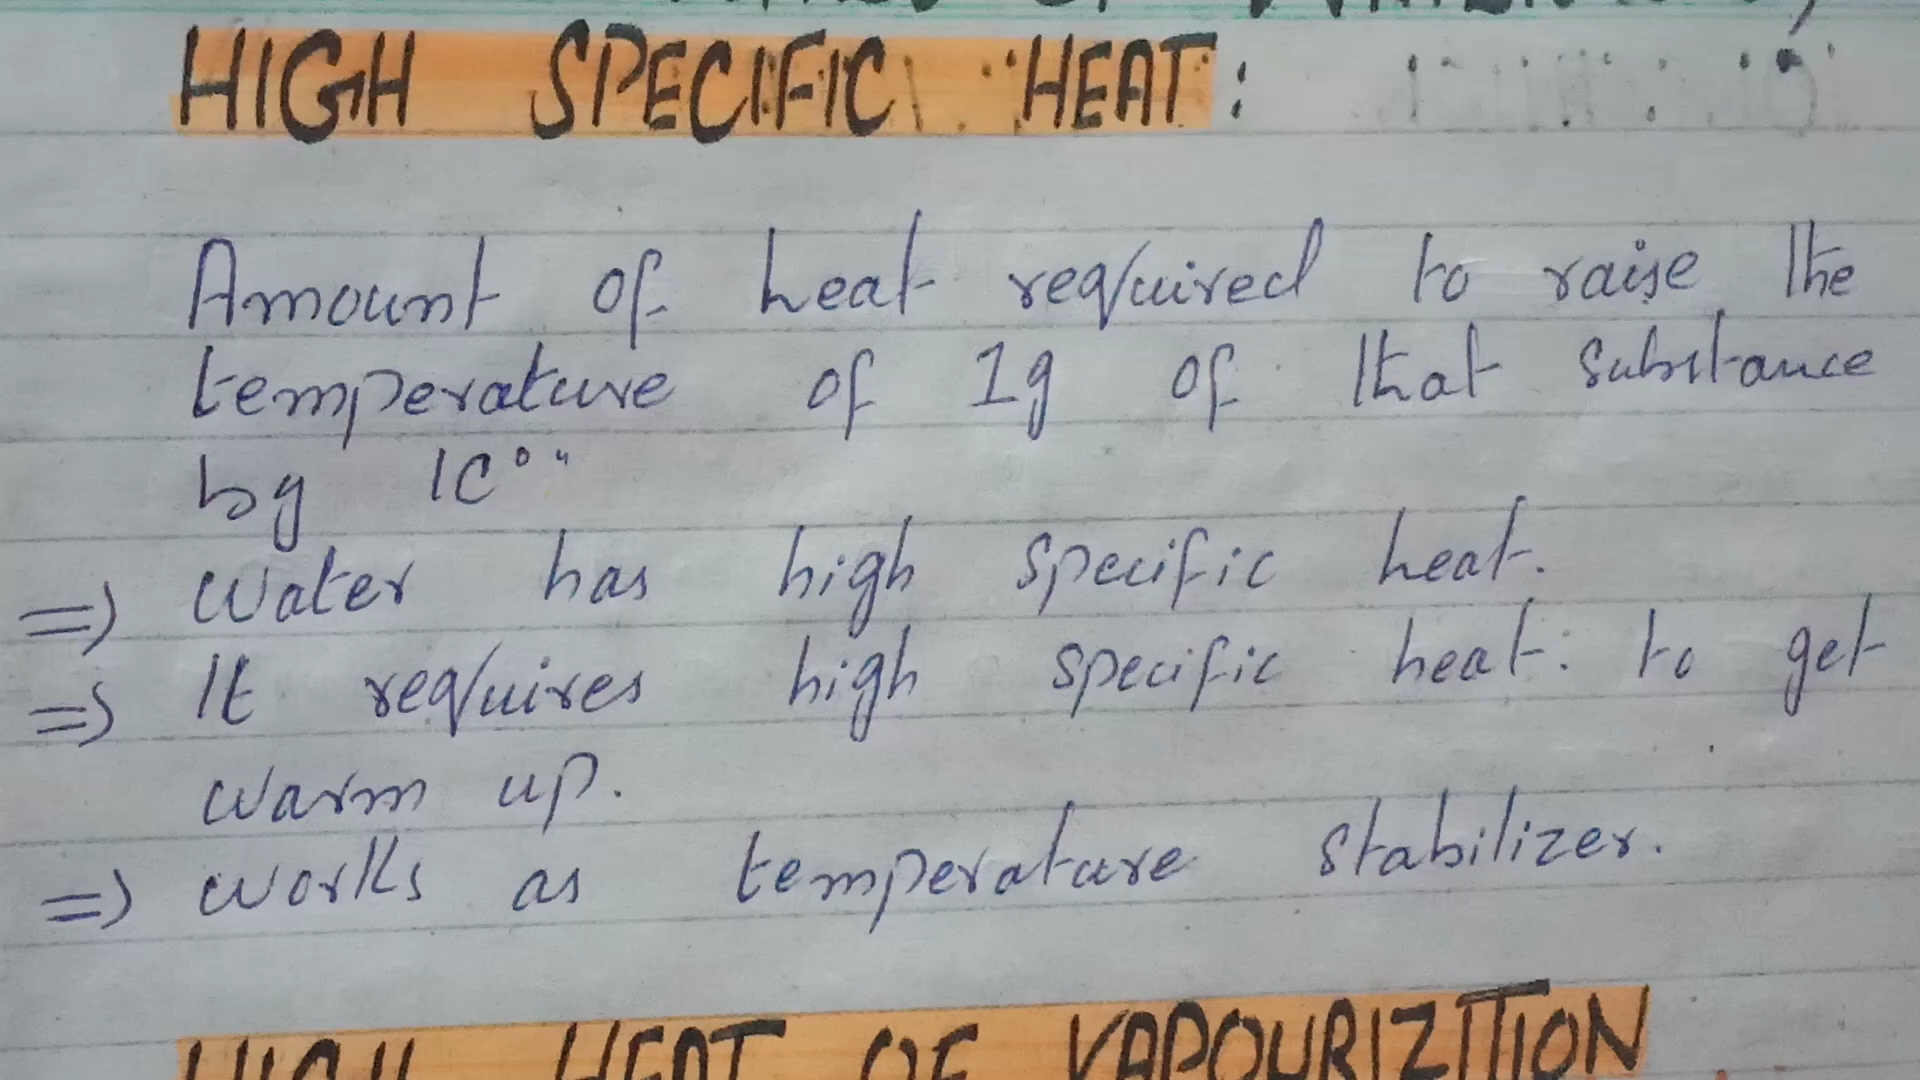 HIGH SPECIFIC HEAT:
Amount of heat required to raise the
temperature of 1g of that substance
by 1C°"
Water has high specific heat.
=> It requires high specific heat. to get
warm up.
=> works as temperature stabilizer.
HIGH HEAT OF VAPOURIZITION